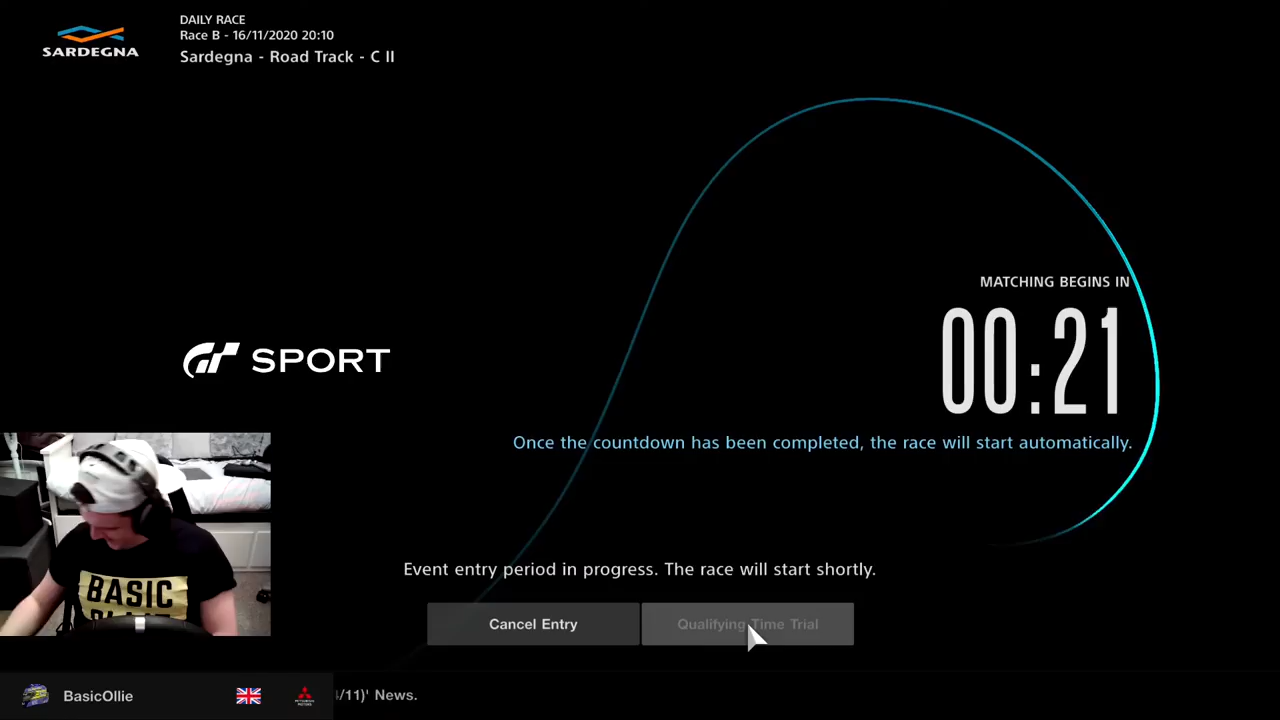 SARDEGNA
DAILY RACE
Race B - 16/11/2020 20:10
Sardegna - Road Track - C II
MATCHING BEGINS IN
00:21
GT SPORT
Once the countdown has been completed, the race will start automatically.
BASIC
Event entry period in progress. The race will start shortly.
Cancel Entry
Qualifying Time Trial
BasicOllie
/11)' News.